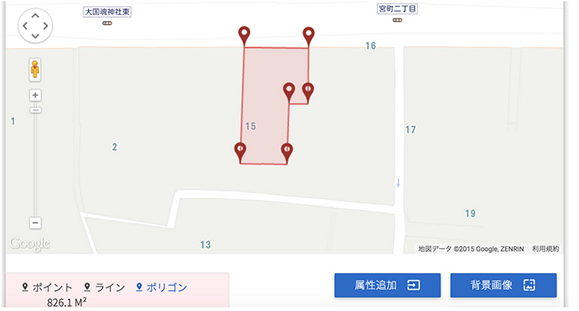 大国魂神社東
宮町二丁目
16
1
15
17
2
19
13
Google
地図データ ©2015 Google, ZENRIN 利用規約
ポイント ライン ポリゴン
826.1 M²
属性追加
背景画像